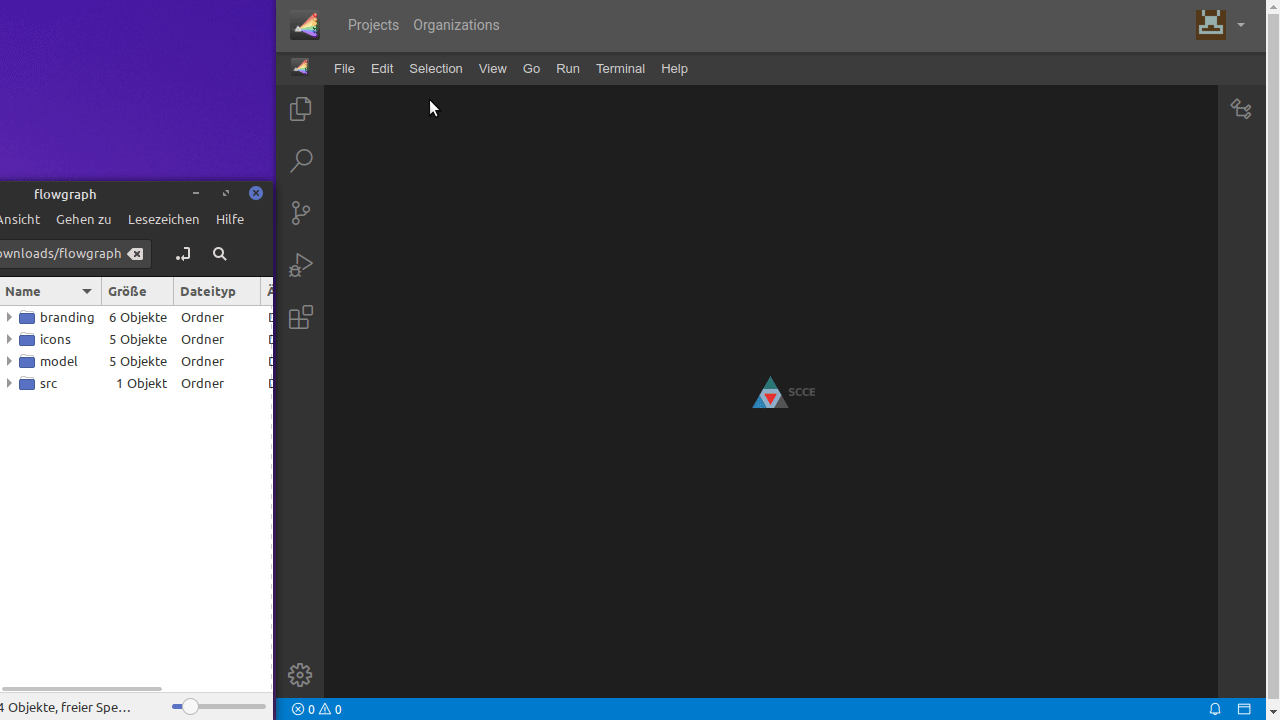 Projects Organizations
File Edit Selection View Go Run Terminal Help
flowgraph
Ansicht Gehen zu Lesezeichen Hilfe
ownloads/flowgraph
Name Größe Dateityp
branding 6 Objekte Ordner
icons 5 Objekte Ordner
model 5 Objekte Ordner
src 1 Objekt Ordner
SCCE
4 Objekte, freier Spe...
0 0